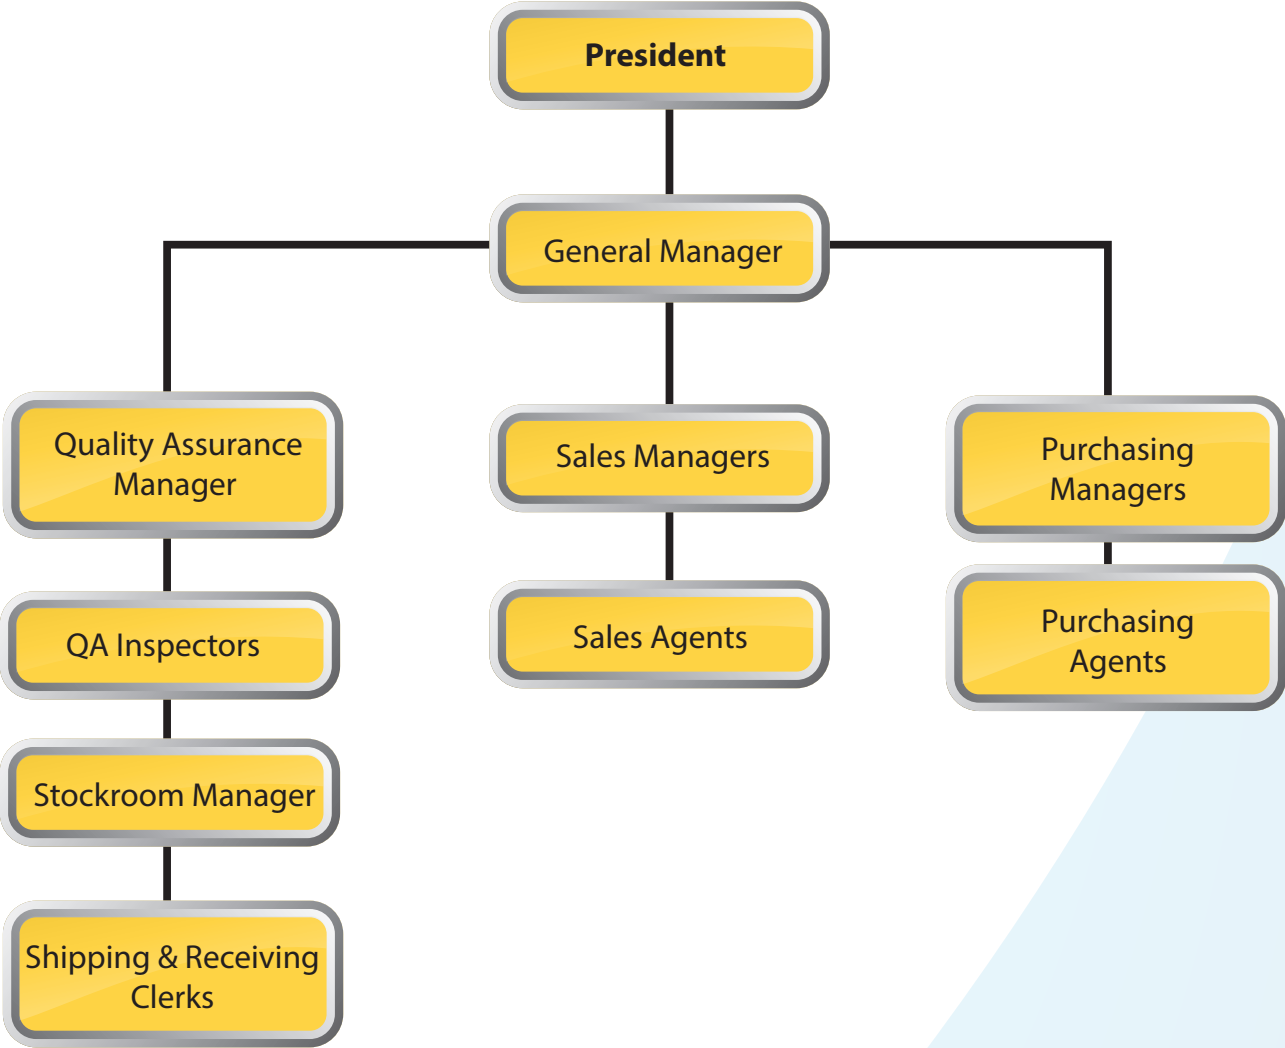 President
General Manager
Quality Assurance
Manager
Sales Managers
Purchasing
Managers
QA Inspectors
Sales Agents
Purchasing
Agents
Stockroom Manager
Shipping & Receiving
Clerks